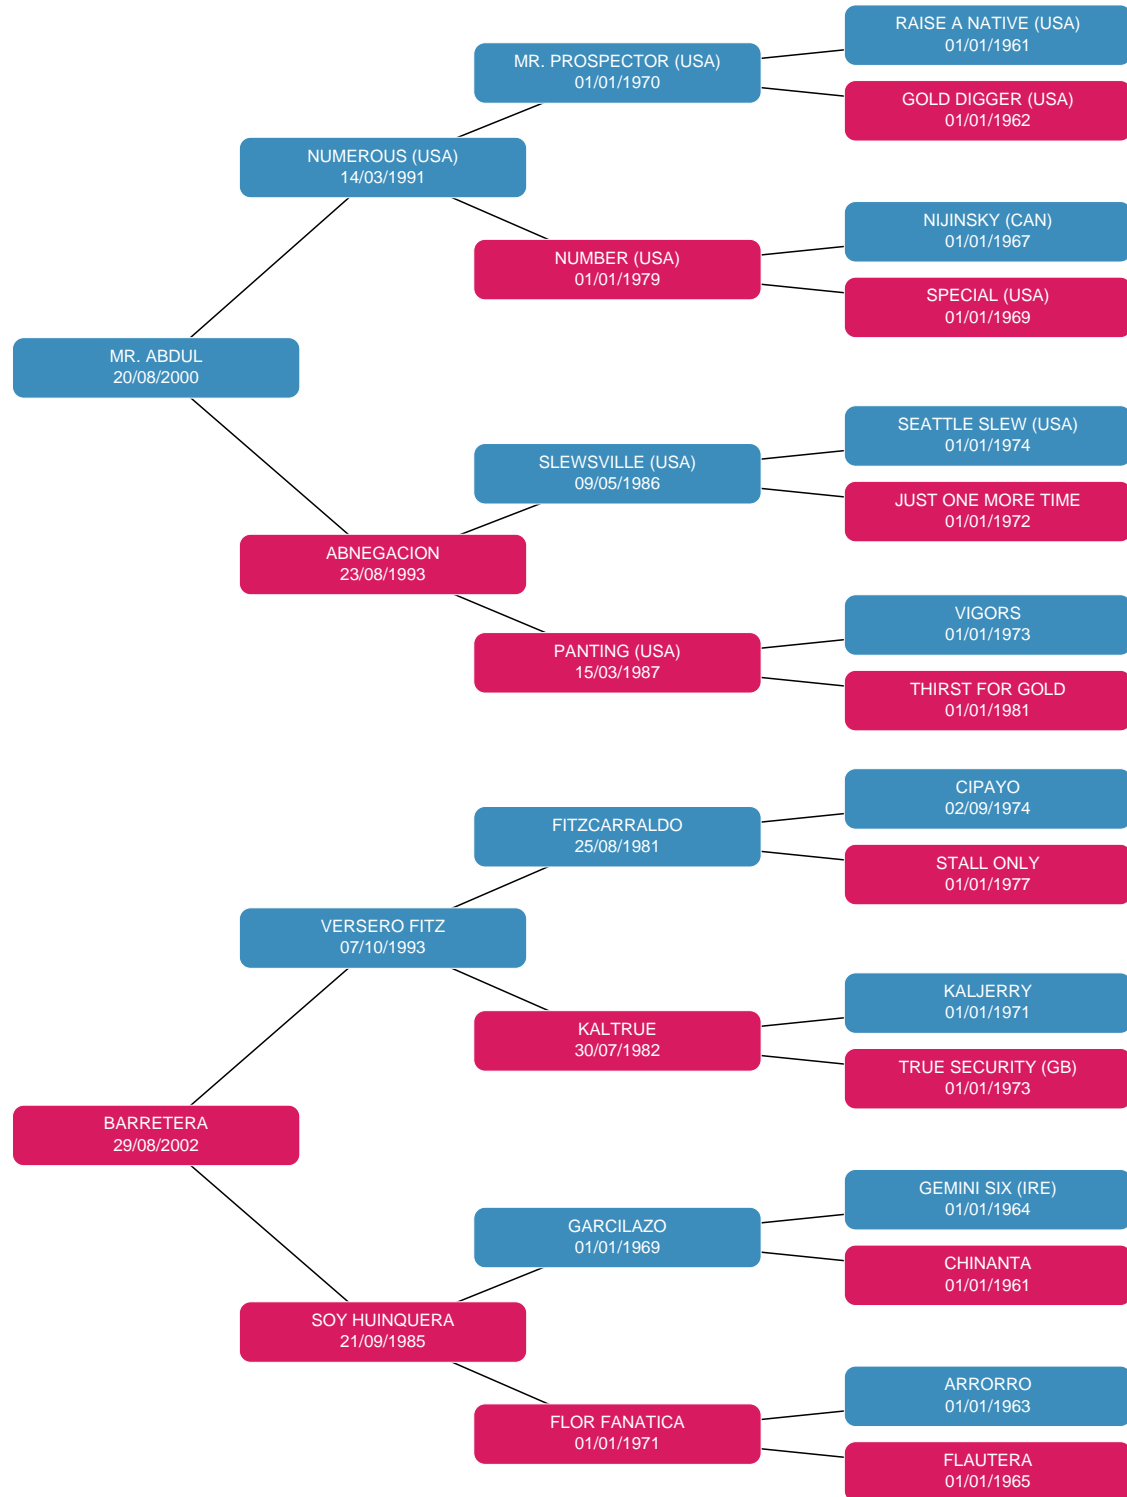 RAISE A NATIVE (USA)
01/01/1961
MR. PROSPECTOR (USA)
01/01/1970
GOLD DIGGER (USA)
01/01/1962
NUMEROUS (USA)
14/03/1991
NIJINSKY (CAN)
01/01/1967
NUMBER (USA)
01/01/1979
SPECIAL (USA)
01/01/1969
MR. ABDUL
20/08/2000
SEATTLE SLEW (USA)
01/01/1974
SLEWSVILLE (USA)
09/05/1986
JUST ONE MORE TIME
01/01/1972
ABNEGACION
23/08/1993
VIGORS
01/01/1973
PANTING (USA)
15/03/1987
THIRST FOR GOLD
01/01/1981
CIPAYO
02/09/1974
FITZCARRALDO
25/08/1981
STALL ONLY
01/01/1977
VERSERO FITZ
07/10/1993
KALJERRY
01/01/1971
KALTRUE
30/07/1982
TRUE SECURITY (GB)
01/01/1973
BARRETERA
29/08/2002
GEMINI SIX (IRE)
01/01/1964
GARCILAZO
01/01/1969
CHINANTA
01/01/1961
SOY HUINQUERA
21/09/1985
ARRORRO
01/01/1963
FLOR FANATICA
01/01/1971
FLAUTERA
01/01/1965